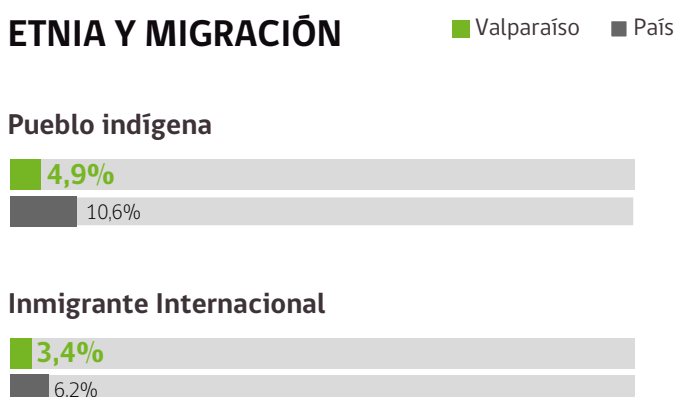 ETNIA Y MIGRACIÓN
Valparaíso País
Pueblo indígena
4,9%
10,6%
Inmigrante Internacional
3,4%
6,2%